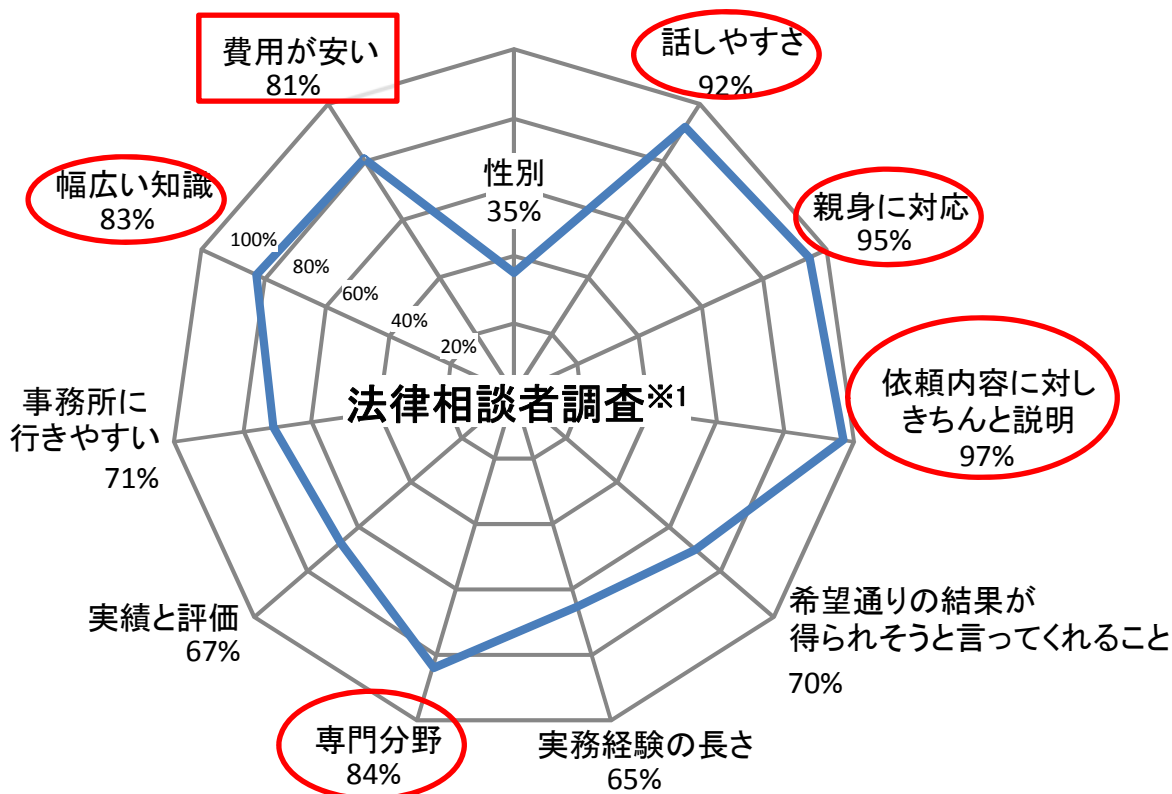 費用が安い
81%
話しやすさ
92%
性別
35%
幅広い知識
83%
親身に対応
95%
100%
80%
60%
40%
20%
法律相談者調査※1
依頼内容に対し
きちんと説明
97%
事務所に
行きやすい
71%
希望通りの結果が
得られそうと言ってくれること
70%
実績と評価
67%
専門分野
84%
実務経験の長さ
65%